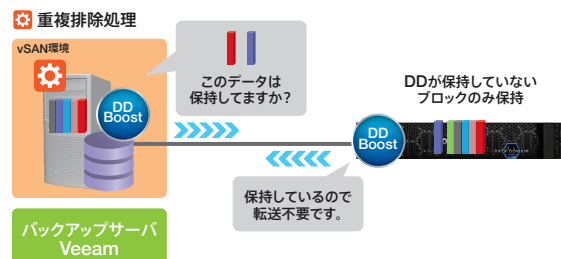 重複排除処理
vSAN環境
このデータは
保持してますか？
DDが保持していない
ブロックのみ保持
DD
Boost
DD
Boost
保持しているので
転送不要です。
バックアップサーバ
Veeam